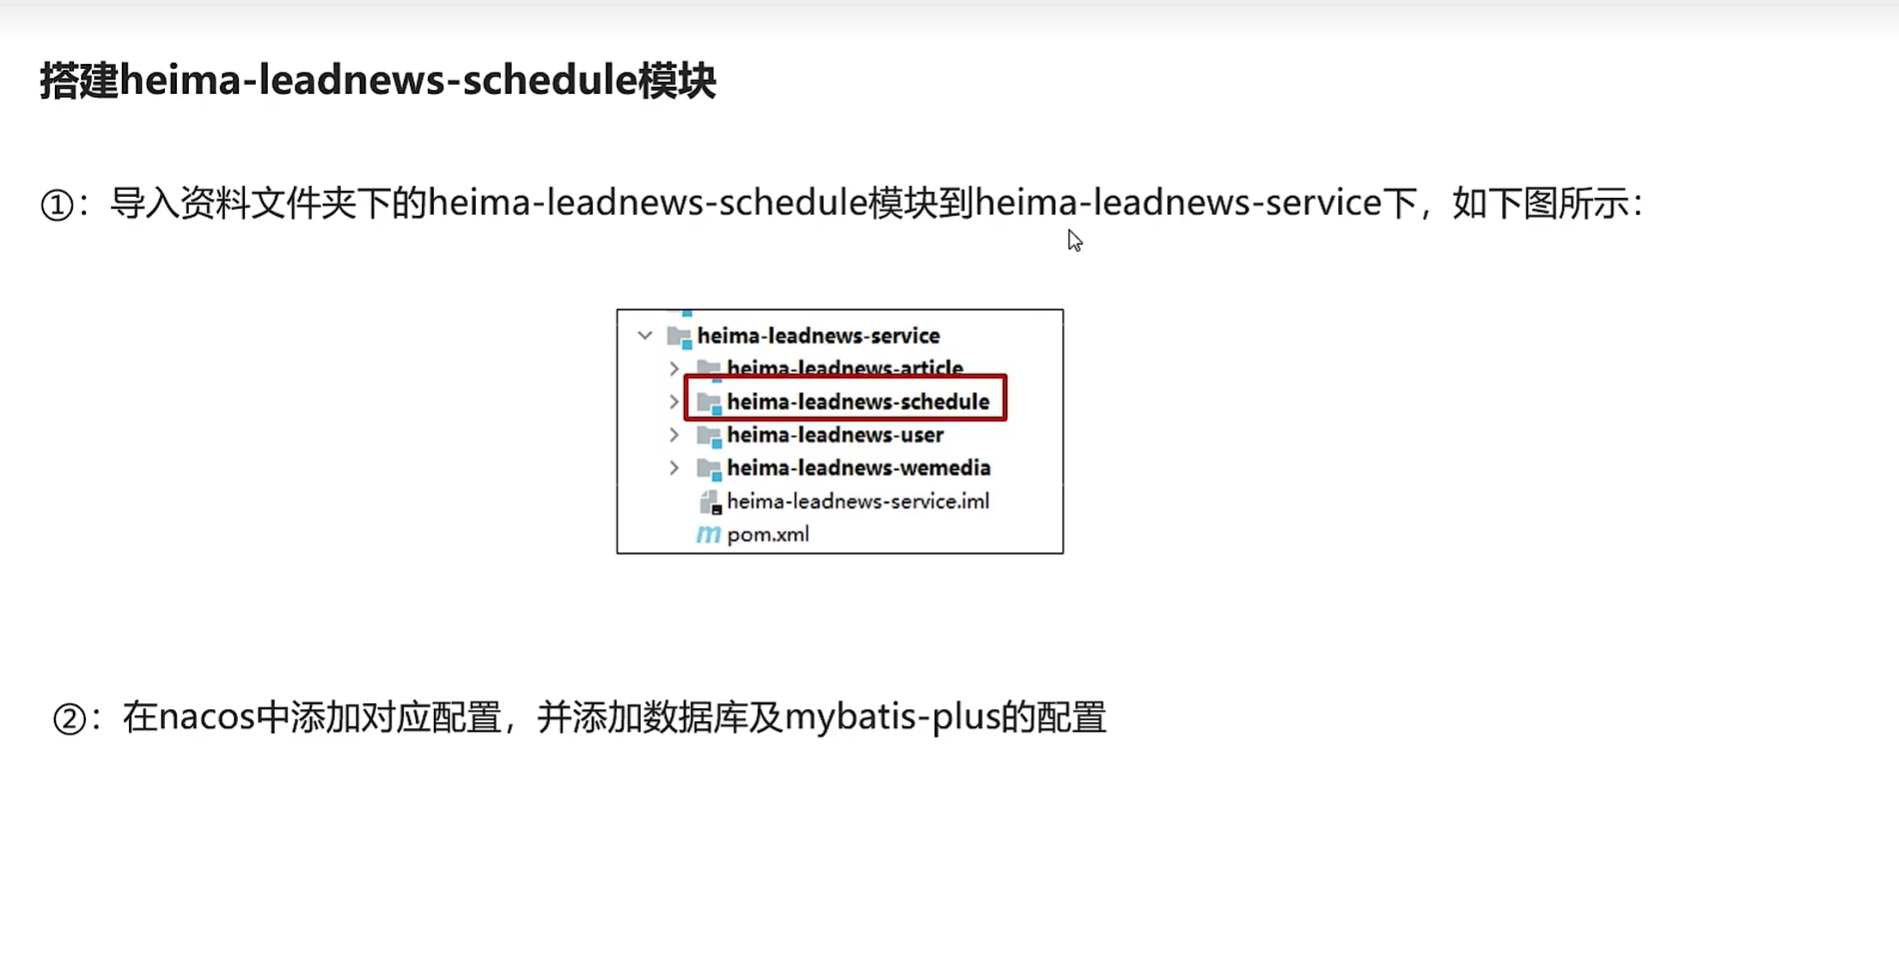 搭建heima-leadnews-schedule模块
①：导入资料文件夹下的heima-leadnews-schedule模块到heima-leadnews-service下，如下图所示：
heima-leadnews-service
heima-leadnews-article
heima-leadnews-schedule
heima-leadnews-user
heima-leadnews-wemedia
heima-leadnews-service.iml
pom.xml
②：在nacos中添加对应配置，并添加数据库及mybatis-plus的配置